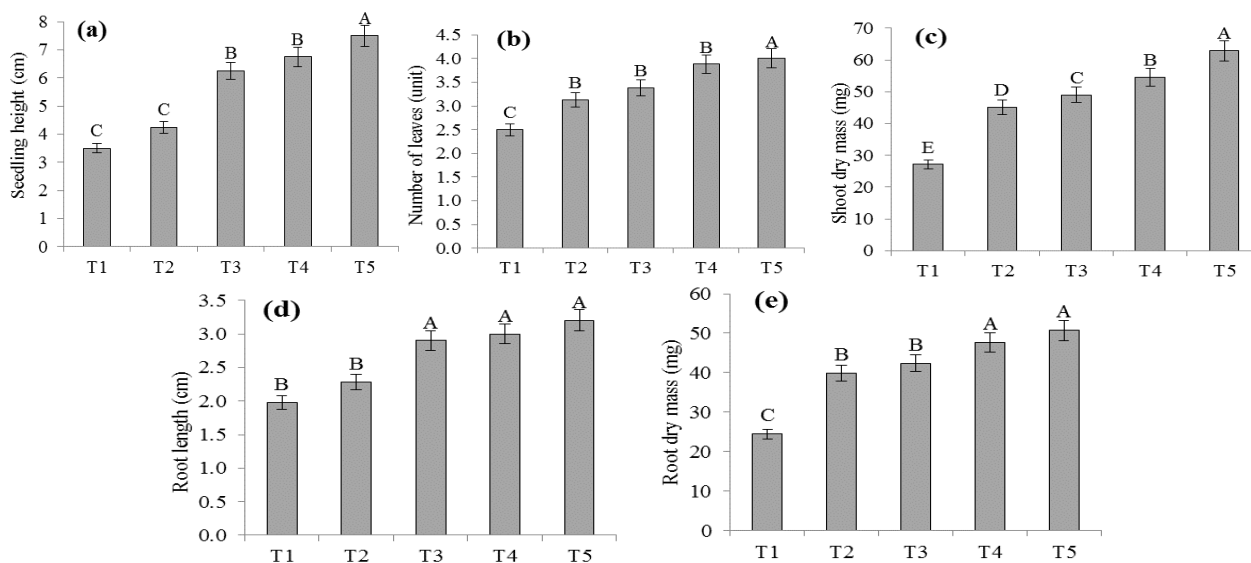 (a)
Seedling height (cm)
8
7
6
5
4
3
2
1
0
C
C
B
B
A
T1 T2 T3 T4 T5
(b)
Number of leaves (unit)
4.5
4.0
3.5
3.0
2.5
2.0
1.5
1.0
0.5
0.0
C
B
B
B
A
T1 T2 T3 T4 T5
(c)
Shoot dry mass (mg)
70
60
50
40
30
20
10
0
E
D
C
B
A
T1 T2 T3 T4 T5
(d)
Root length (cm)
3.5
3.0
2.5
2.0
1.5
1.0
0.5
0.0
B
B
A
A
A
T1 T2 T3 T4 T5
(e)
Root dry mass (mg)
60
50
40
30
20
10
0
C
B
B
A
A
T1 T2 T3 T4 T5